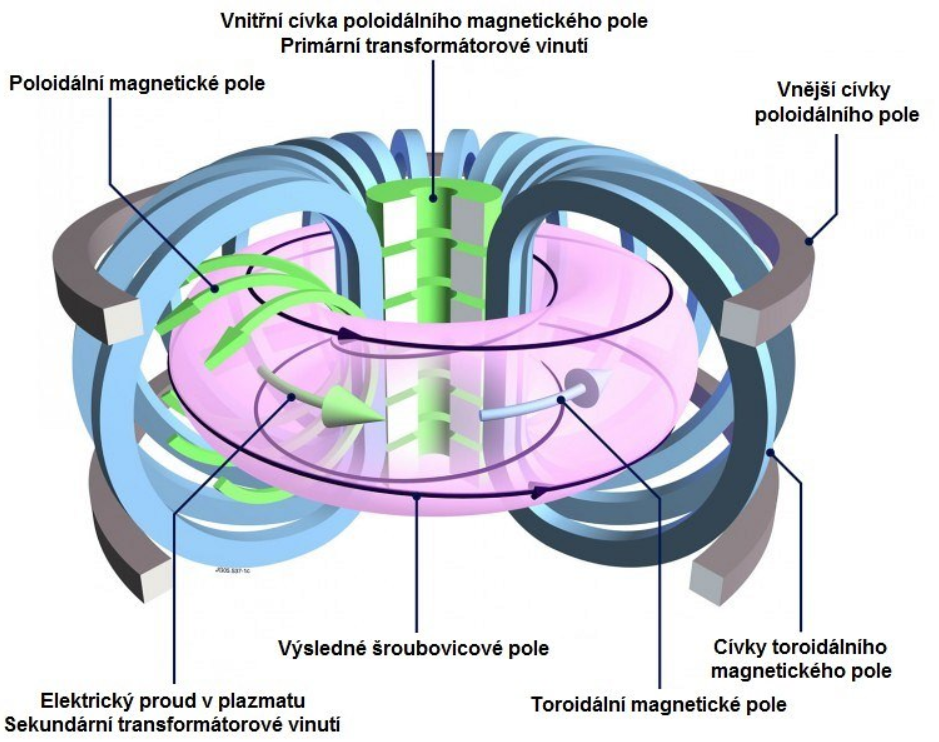 Vnitřní cívka poloidálního magnetického pole
Primární transformátorové vinutí
Poloidální magnetické pole
Vnější cívky
poloidálního pole
Výsledné šroubovicové pole
Cívky toroidálního
magnetického pole
Elektrický proud v plazmatu
Sekundární transformátorové vinutí
Toroidální magnetické pole